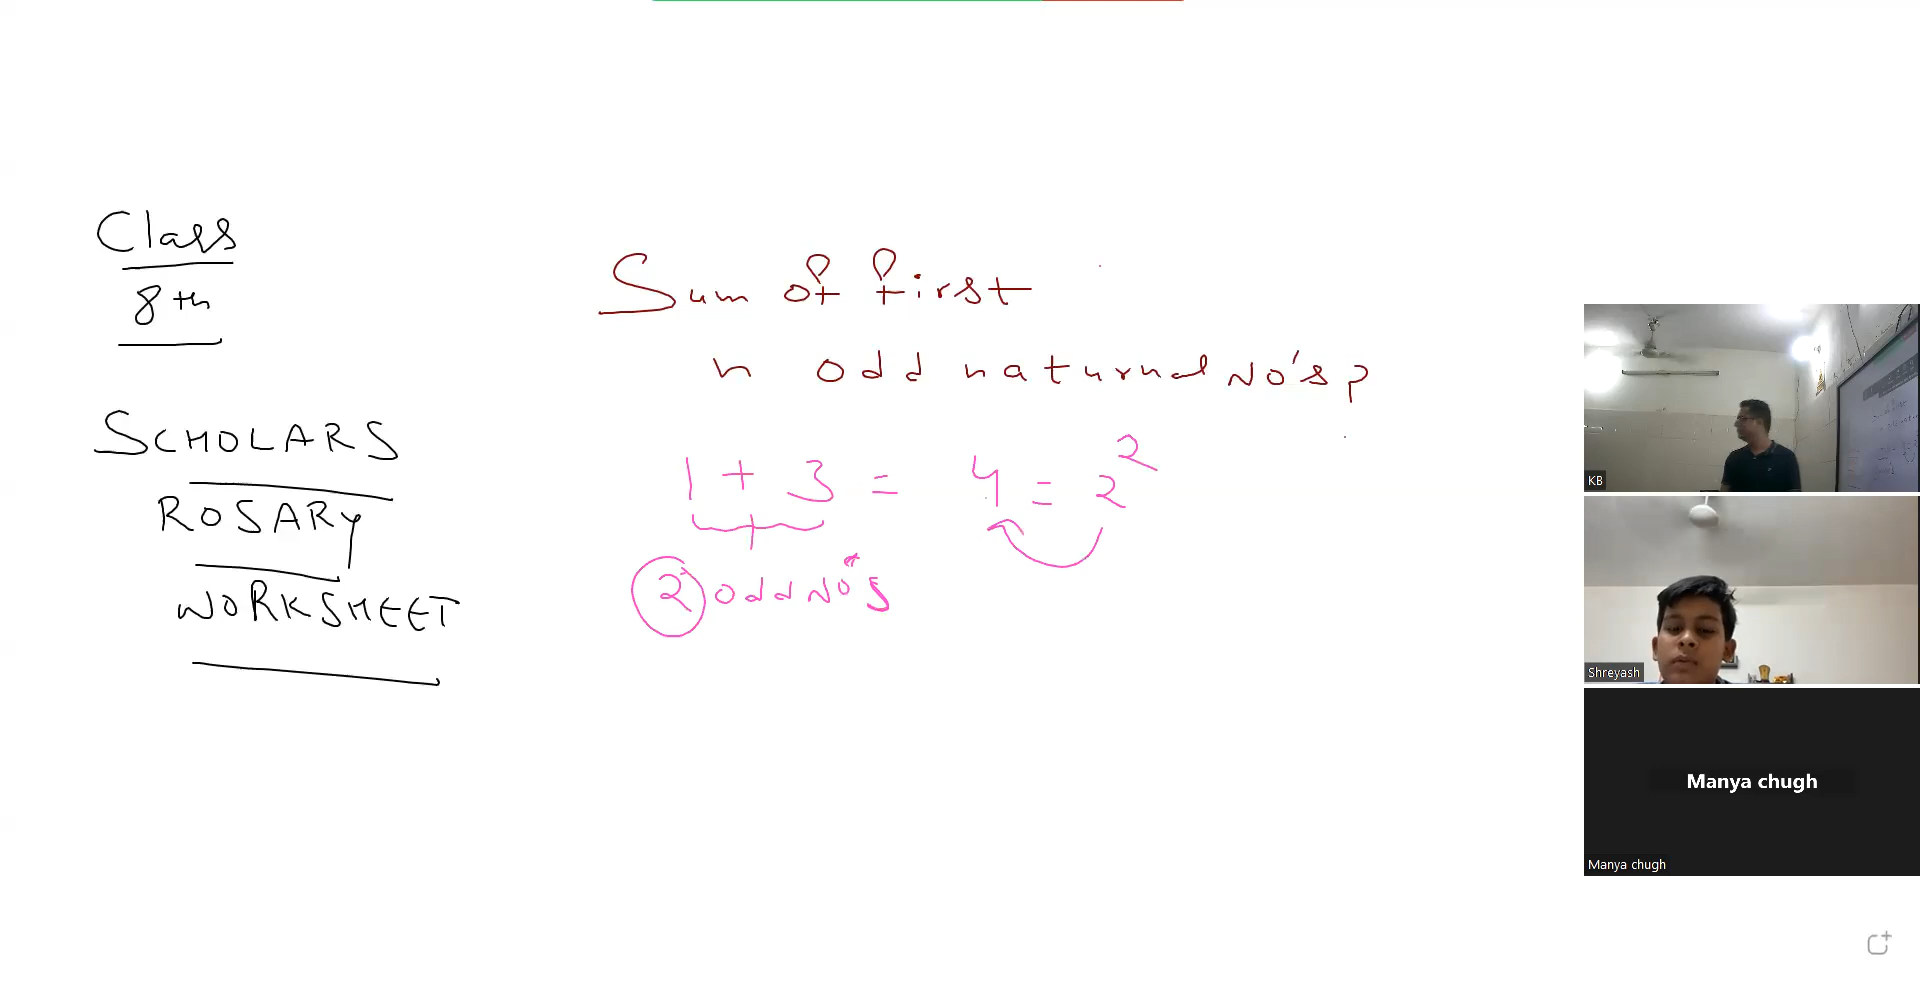 Class
8th
SCHOLARS
ROSARY
WORKSHEET
Sum of first
n odd natural No's?
1 + 3 = 4 = 2²
2 odd No's
KB
Shreyash
Manya chugh
Manya chugh